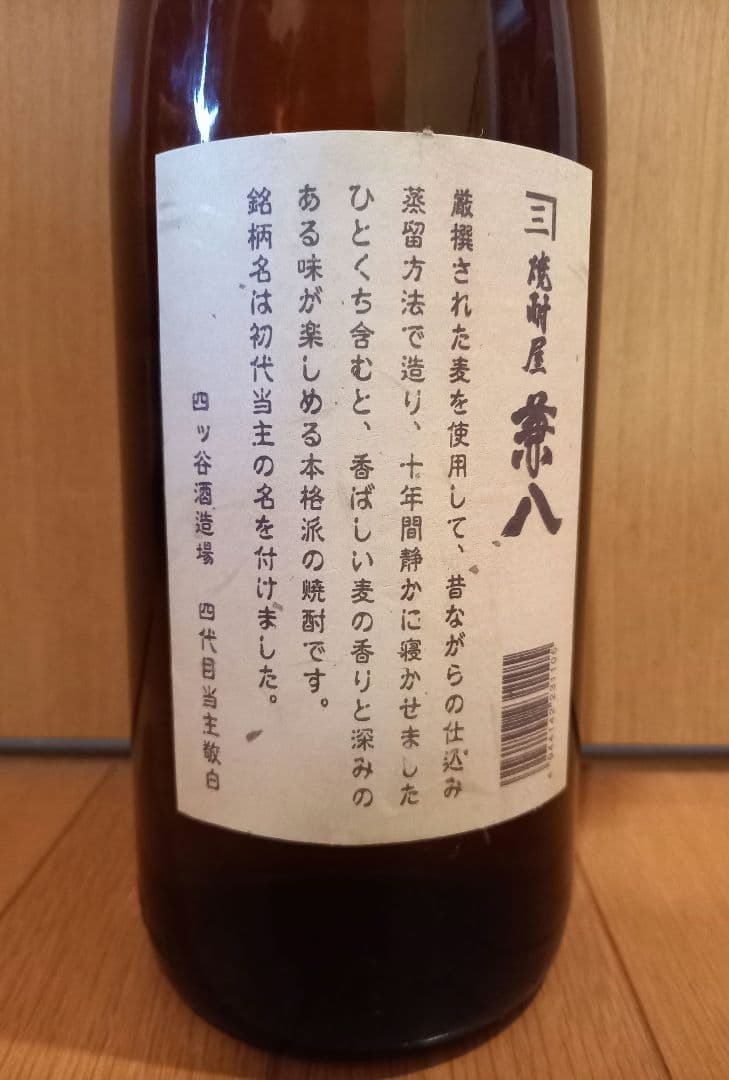 三 焼酎屋 兼八
厳撰された麦を使用して、昔ながらの仕込み
蒸留方法で造り、十年間静かに寝かせました
ひとくち含むと、香ばしい麦の香りと深みの
ある味が楽しめる本格派の焼酎です。
銘柄名は初代当主の名を付けました。
四ツ谷酒造場 四代目当主敬白